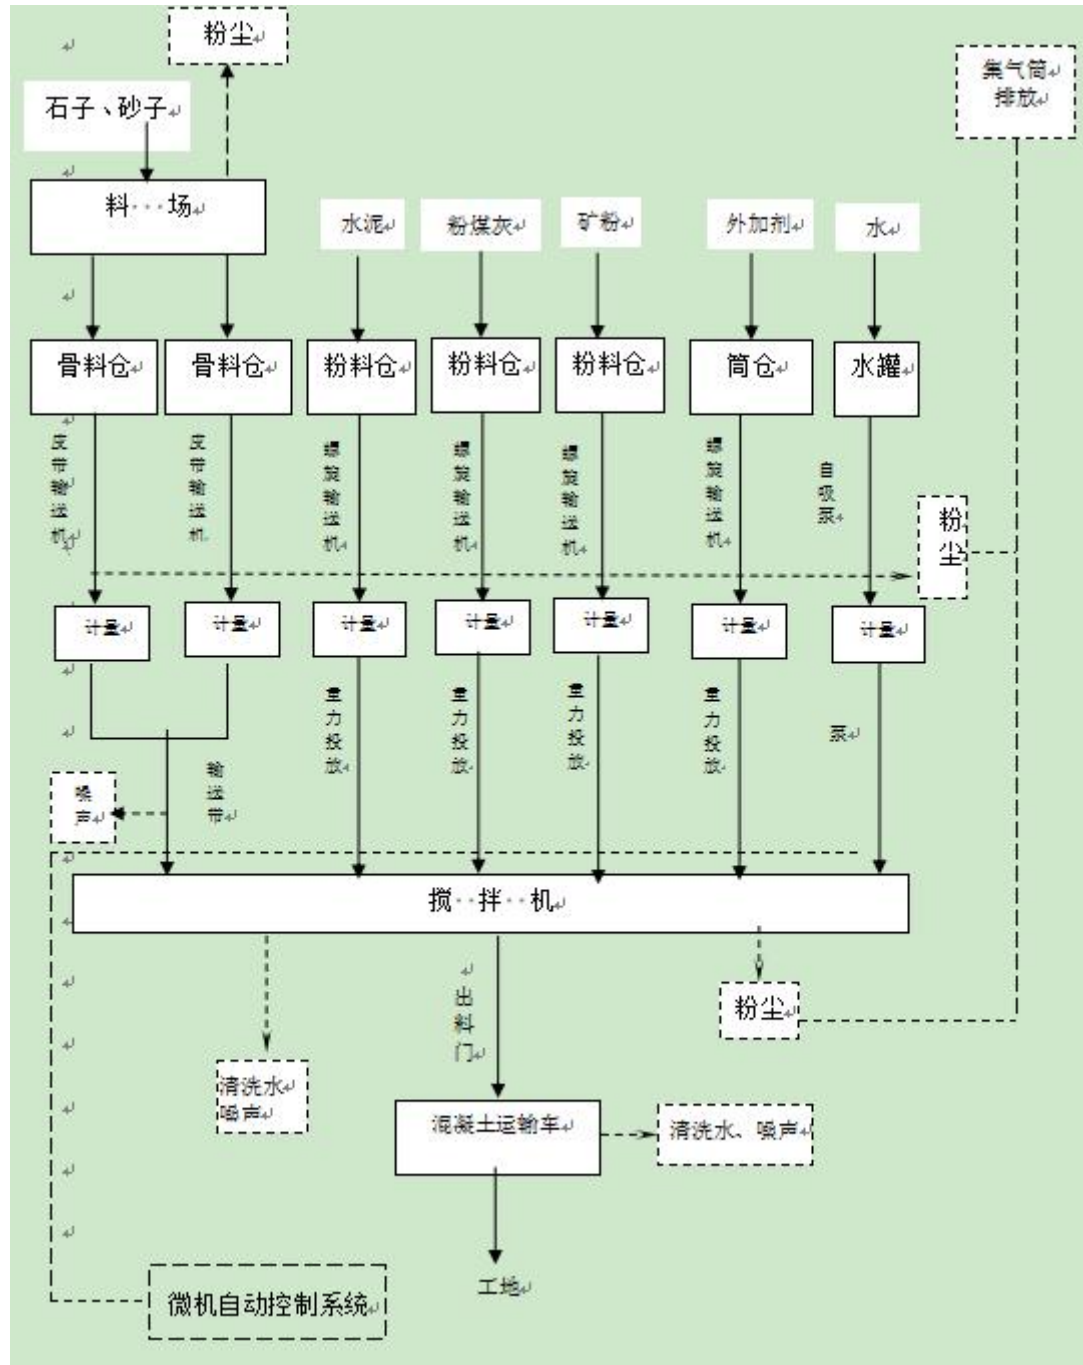 粉尘
集气筒
排放
石子、砂子
料···场
水泥
粉煤灰
矿粉
外加剂
水
骨料仓
骨料仓
粉料仓
粉料仓
粉料仓
筒仓
水罐
皮带输送机
皮带输送机
螺旋输送机
螺旋输送机
螺旋输送机
螺旋输送机
自吸泵
粉尘
计量
计量
计量
计量
计量
计量
计量
重力投放
重力投放
重力投放
重力投放
泵
噪声
输送带
搅··拌··机
出料门
粉尘
清洗水
噪声
混凝土运输车
清洗水、噪声
工地
微机自动控制系统